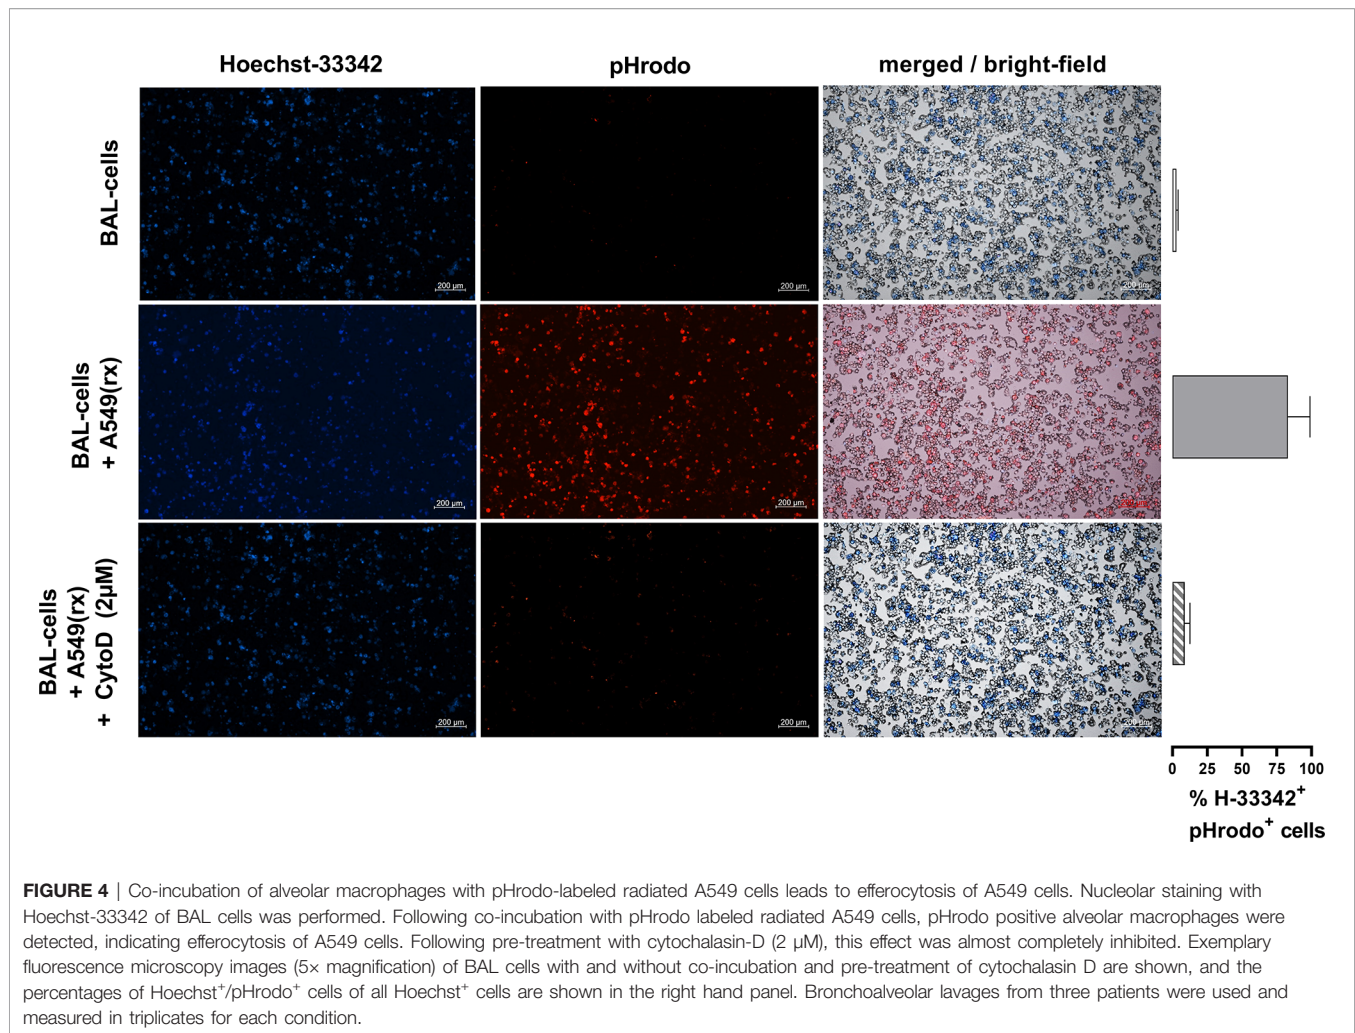 Hoechst-33342 pHrodo merged / bright-field
BAL-cells
200 µm 200 µm 200 µm
BAL-cells
+ A549(rx)
200 µm 200 µm 200 µm
BAL-cells
+ A549(rx)
+ CytoD (2µM)
200 µm 200 µm 200 µm
0 25 50 75 100
% H-33342⁺
pHrodo⁺ cells
FIGURE 4 | Co-incubation of alveolar macrophages with pHrodo-labeled radiated A549 cells leads to efferocytosis of A549 cells. Nucleolar staining with
Hoechst-33342 of BAL cells was performed. Following co-incubation with pHrodo labeled radiated A549 cells, pHrodo positive alveolar macrophages were
detected, indicating efferocytosis of A549 cells. Following pre-treatment with cytochalasin-D (2 µM), this effect was almost completely inhibited. Exemplary
fluorescence microscopy images (5× magnification) of BAL cells with and without co-incubation and pre-treatment of cytochalasin D are shown, and the
percentages of Hoechst⁺/pHrodo⁺ cells of all Hoechst⁺ cells are shown in the right hand panel. Bronchoalveolar lavages from three patients were used and
measured in triplicates for each condition.